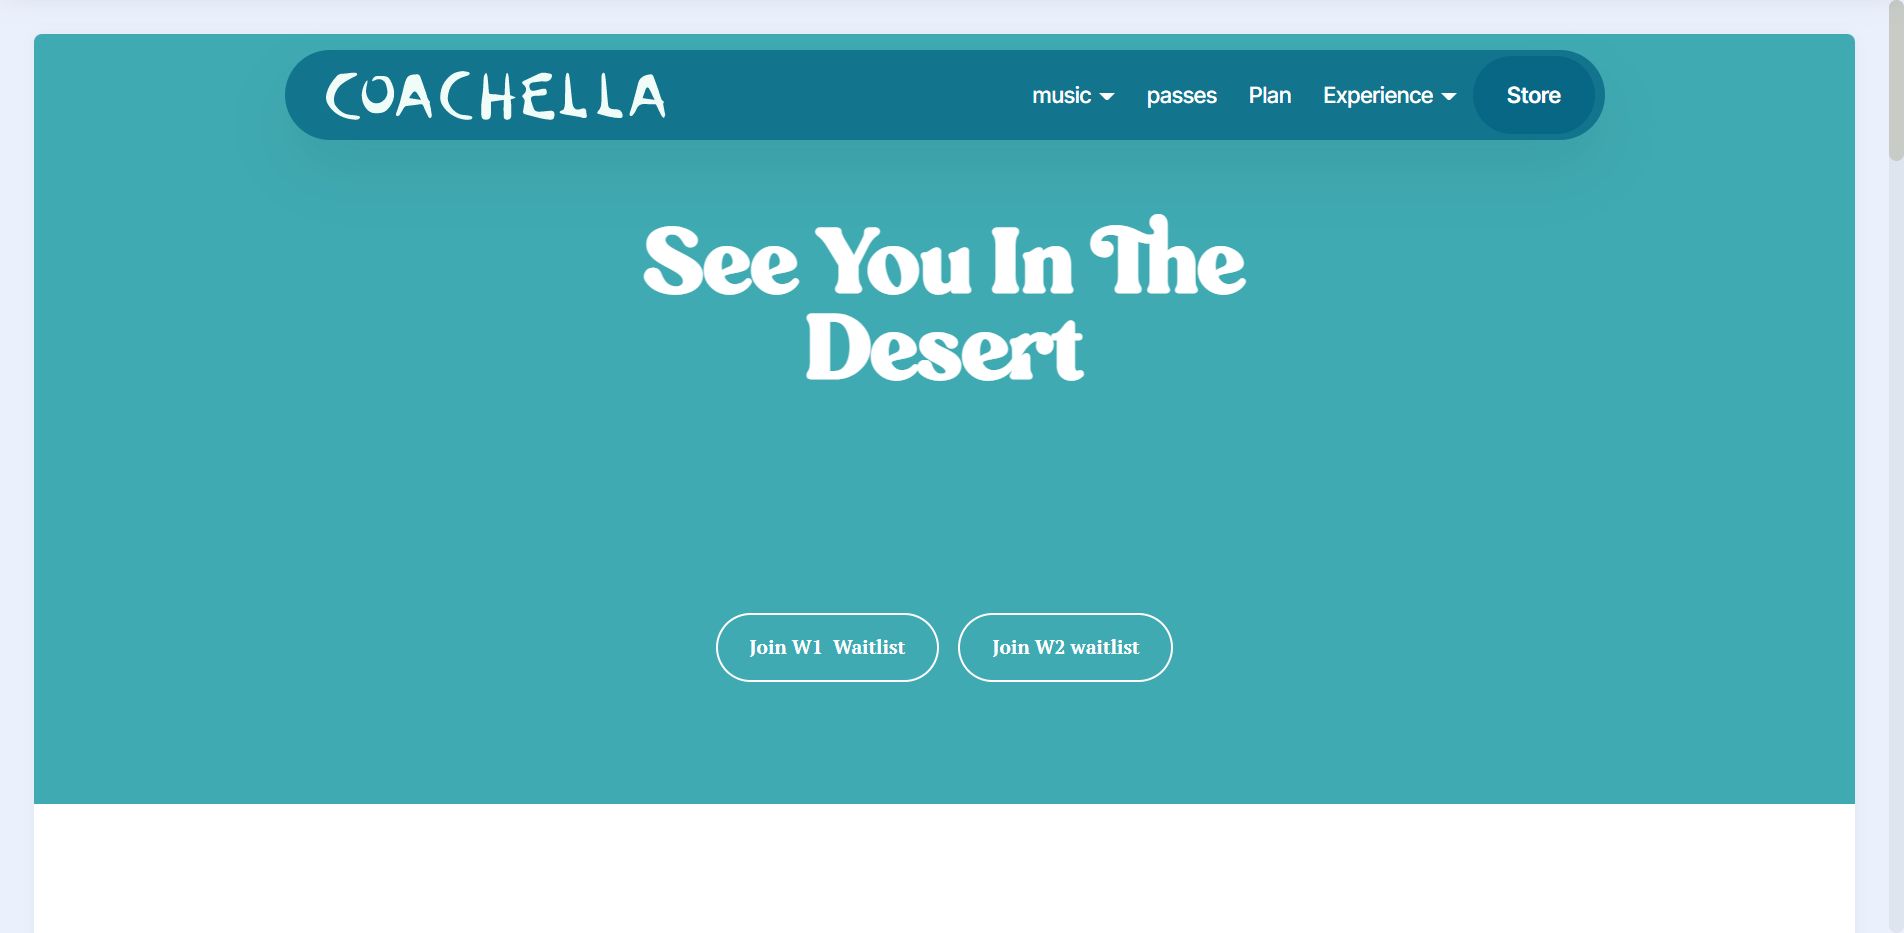 COACHELLA
music
passes
Plan
Experience
Store
See You In The
Desert
Join W1  Waitlist
Join W2 waitlist